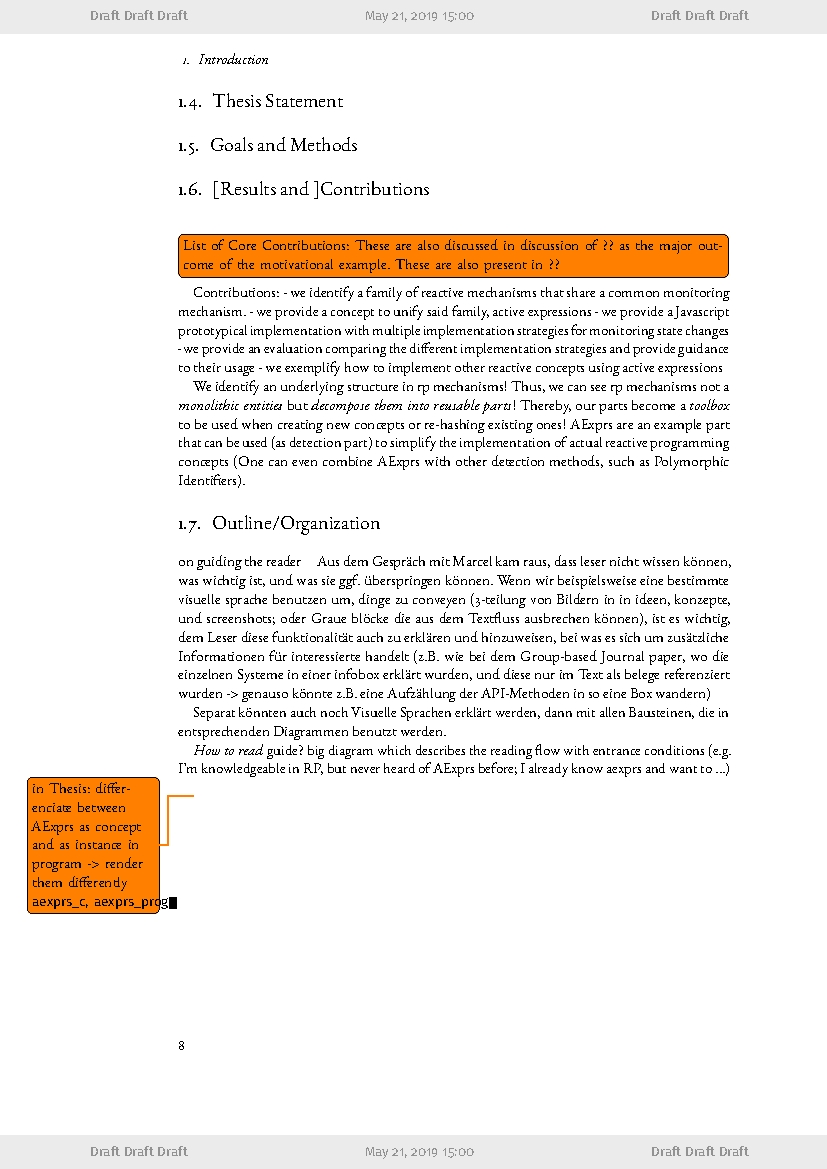 Draft Draft Draft May 21, 2019 15:00 Draft Draft Draft
1. Introduction
1.4. Thesis Statement
1.5. Goals and Methods
1.6. [Results and ]Contributions
List of Core Contributions: These are also discussed in discussion of ?? as the major out-
come of the motivational example. These are also present in ??
Contributions: - we identify a family of reactive mechanisms that share a common monitoring
mechanism. - we provide a concept to unify said family, active expressions - we provide a Javascript
prototypical implementation with multiple implementation strategies for monitoring state changes
- we provide an evaluation comparing the different implementation strategies and provide guidance
to their usage - we exemplify how to implement other reactive concepts using active expressions
We identify an underlying structure in rp mechanisms! Thus, we can see rp mechanisms not a
monolithic entities but decompose them into reusable parts! Thereby, our parts become a toolbox
to be used when creating new concepts or re-hashing existing ones! AExprs are an example part
that can be used (as detection part) to simplify the implementation of actual reactive programming
concepts (One can even combine AExprs with other detection methods, such as Polymorphic
Identifiers).
1.7. Outline/Organization
on guiding the reader Aus dem Gespräch mit Marcel kam raus, dass leser nicht wissen können,
was wichtig ist, und was sie ggf. überspringen können. Wenn wir beispielsweise eine bestimmte
visuelle sprache benutzen um, dinge zu conveyen (3-teilung von Bildern in in ideen, konzepte,
und screenshots; oder Graue blöcke die aus dem Textfluss ausbrechen können), ist es wichtig,
dem Leser diese funktionalität auch zu erklären und hinzuweisen, bei was es sich um zusätzliche
Informationen für interessierte handelt (z.B. wie bei dem Group-based Journal paper, wo die
einzelnen Systeme in einer infobox erklärt wurden, und diese nur im Text als belege referenziert
wurden -> genauso könnte z.B. eine Aufzählung der API-Methoden in so eine Box wandern)
Separat könnten auch noch Visuelle Sprachen erklärt werden, dann mit allen Bausteinen, die in
entsprechenden Diagrammen benutzt werden.
How to read guide? big diagram which describes the reading flow with entrance conditions (e.g.
I'm knowledgeable in RP, but never heard of AExprs before; I already know aexprs and want to ...)
in Thesis: differ-
enciate between
AExprs as concept
and as instance in
program -> render
them differently
aexprs_c, aexprs_prog
8
Draft Draft Draft May 21, 2019 15:00 Draft Draft Draft